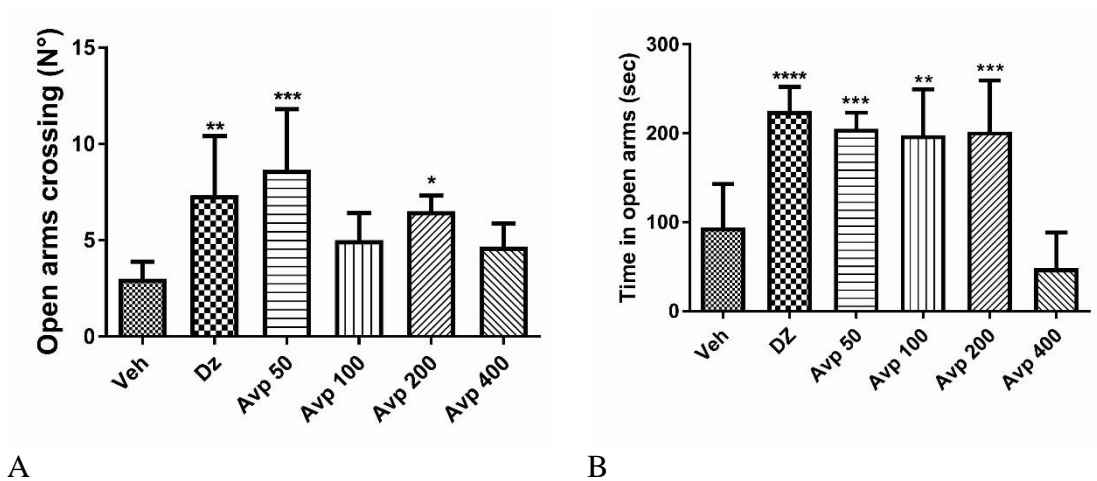 Open arms crossing (N°)
15
10
5
0
**
***
*
Veh
Dz
Avp 50
Avp 100
Avp 200
Avp 400
A
Time in open arms (sec)
300
200
100
0
****
***
**
***
Veh
DZ
Avp 50
Avp 100
Avp 200
Avp 400
B